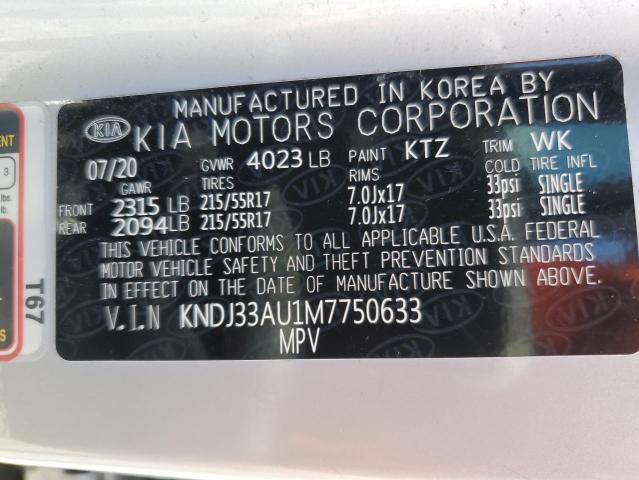 MANUFACTURED IN KOREA BY
KIA KIA MOTORS CORPORATION
07/20 GVWR 4023 LB PAINT KTZ TRIM WK
GAWR TIRES RIMS COLD TIRE INFL
FRONT 2315 LB 215/55R17 7.0Jx17 33psi SINGLE
REAR 2094 LB 215/55R17 7.0Jx17 33psi SINGLE
THIS VEHICLE CONFORMS TO ALL APPLICABLE U.S.A. FEDERAL
MOTOR VEHICLE SAFETY AND THEFT PREVENTION STANDARDS
IN EFFECT ON THE DATE OF MANUFACTURE SHOWN ABOVE.
V.I.N KNDJ33AU1M7750633
MPV
T67
3